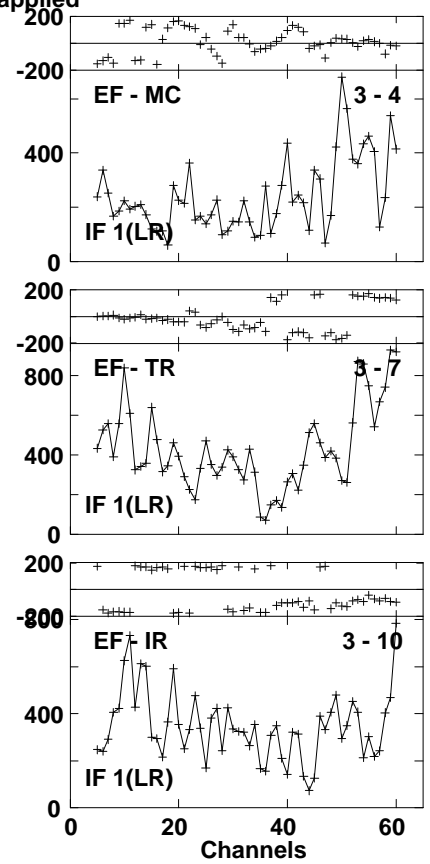 applied
200
-200
EF - MC 3 - 4
400
IF 1(LR)
0
200
-200
EF - TR 3 - 7
800
400
IF 1(LR)
0
200
-200
800
EF - IR 3 - 10
400
IF 1(LR)
0
0 20 40 60
Channels